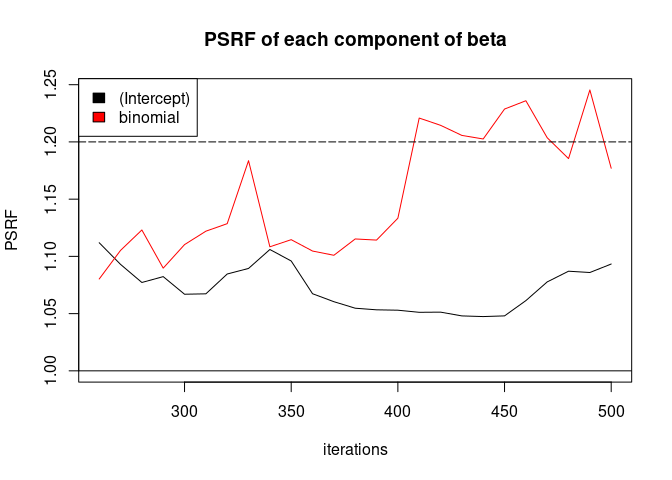 PSRF of each component of beta
(Intercept)
binomial
PSRF
1.25
1.20
1.15
1.10
1.05
1.00
300 350 400 450 500
iterations